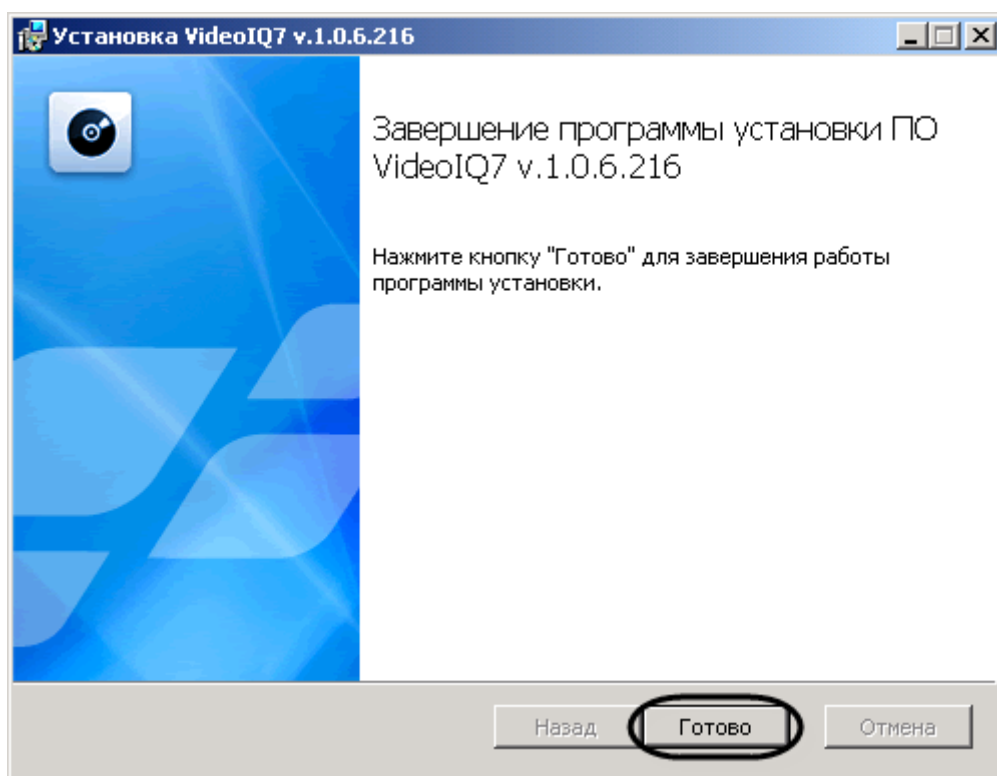 Установка VideoIQ7 v.1.0.6.216
Завершение программы установки ПО
VideoIQ7 v.1.0.6.216
Нажмите кнопку "Готово" для завершения работы
программы установки.
Назад
Готово
Отмена